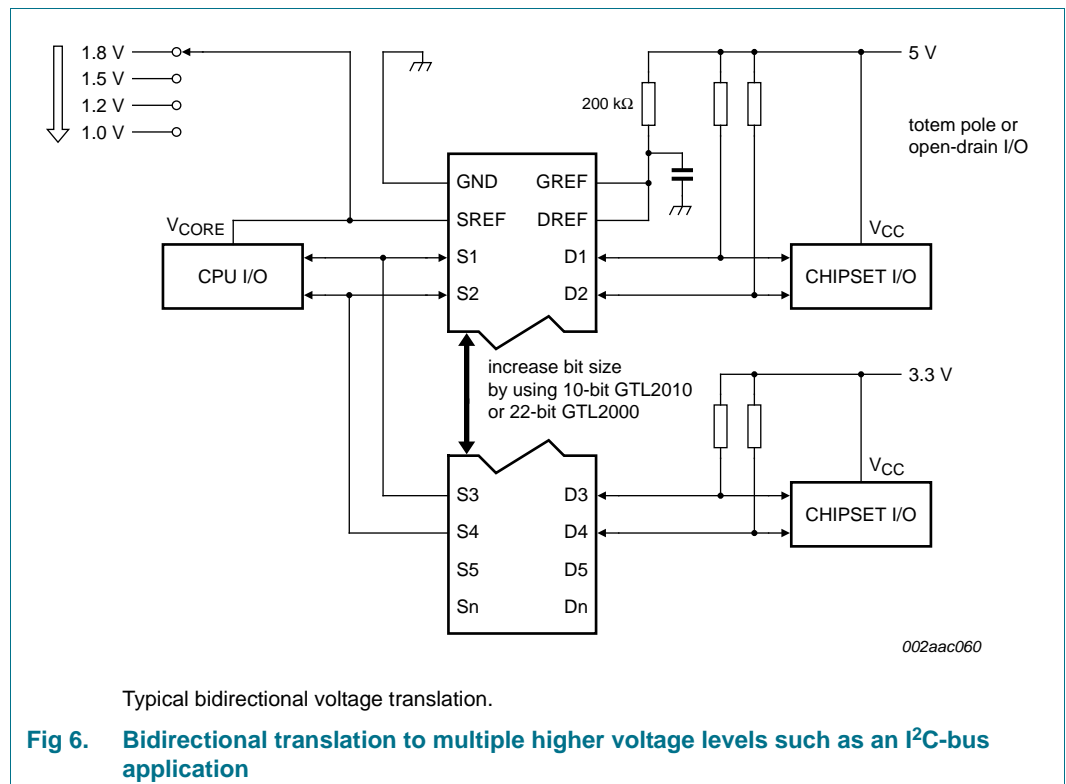 1.8 V
1.5 V
1.2 V
1.0 V
5 V
200 kΩ
totem pole or
open-drain I/O
GND
GREF
SREF
DREF
VCORE
VCC
S1
D1
CPU I/O
CHIPSET I/O
S2
D2
increase bit size
by using 10-bit GTL2010
or 22-bit GTL2000
3.3 V
VCC
S3
D3
CHIPSET I/O
S4
D4
S5
D5
Sn
Dn
002aac060
Typical bidirectional voltage translation.
Fig 6. Bidirectional translation to multiple higher voltage levels such as an I²C-bus
application